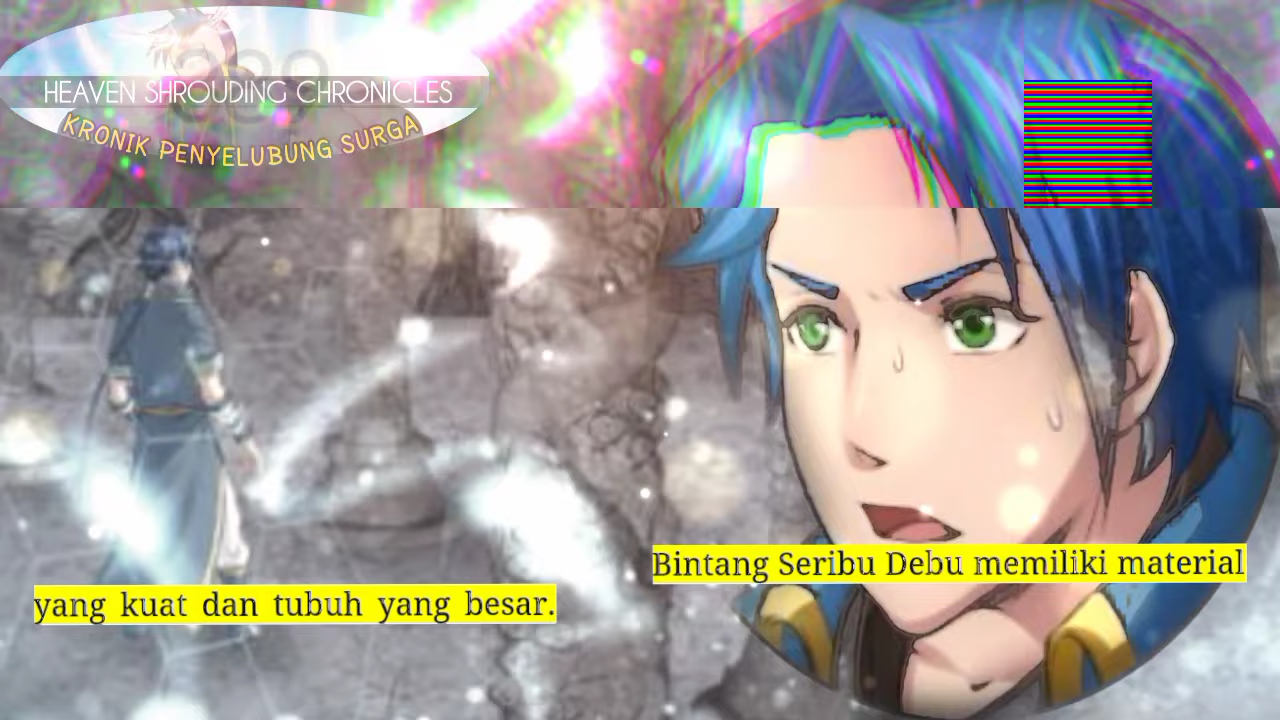 HEAVEN SHROUDING CHRONICLES
KRONIK PENYELUBUNG SURGA
Bintang Seribu Debu memiliki material
yang kuat dan tubuh yang besar.